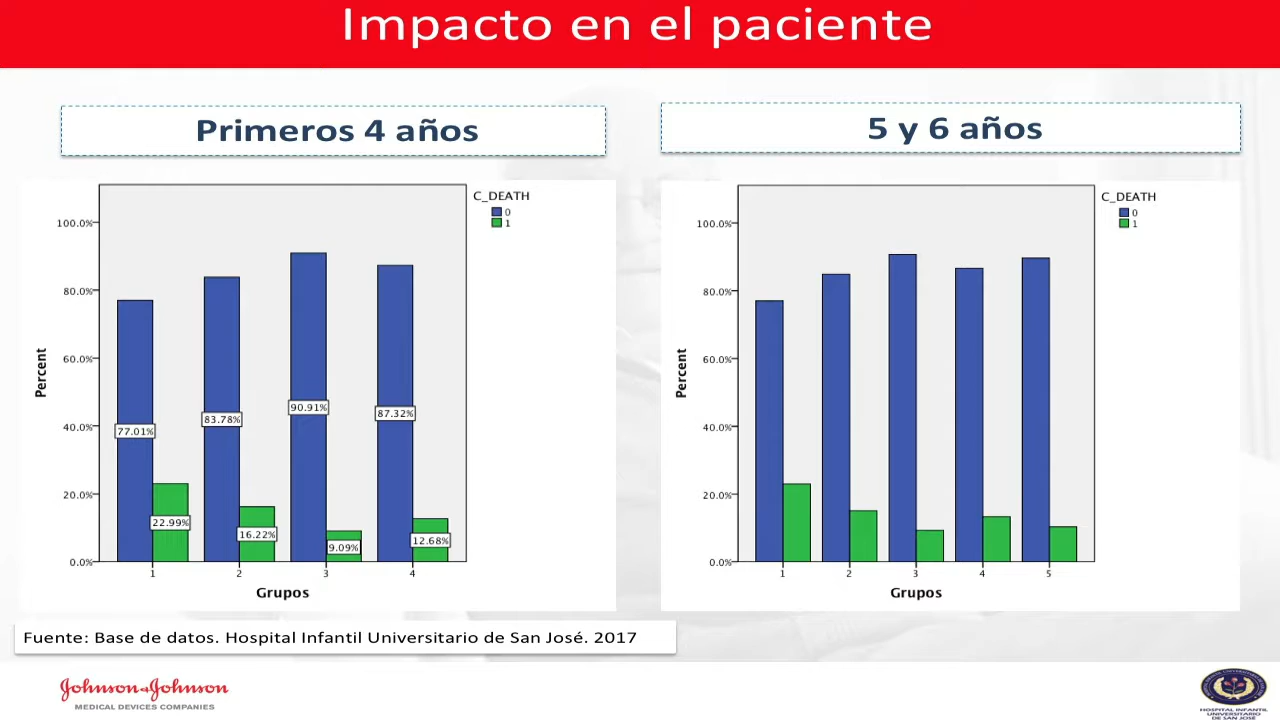 Impacto en el paciente
Primeros 4 años
5 y 6 años
C_DEATH
0
1
100.0%
80.0%
60.0%
40.0%
20.0%
0.0%
Percent
77.01%
22.99%
83.78%
16.22%
90.91%
9.09%
87.32%
12.68%
1 2 3 4
Grupos
C_DEATH
0
1
100.0%
80.0%
60.0%
40.0%
20.0%
0.0%
Percent
1 2 3 4 5
Grupos
Fuente: Base de datos. Hospital Infantil Universitario de San José. 2017
Johnson&Johnson
MEDICAL DEVICES COMPANIES
HOSPITAL INFANTIL
UNIVERSITARIO
DE SAN JOSÉ